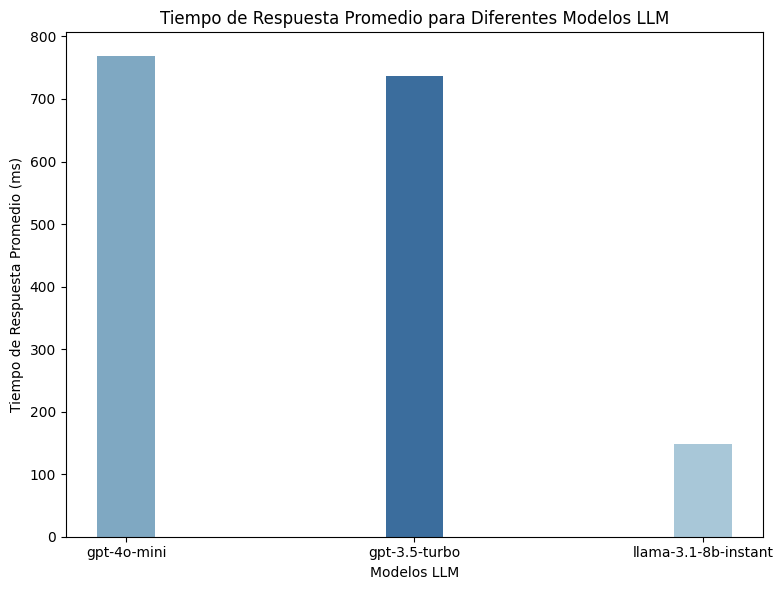 Tiempo de Respuesta Promedio para Diferentes Modelos LLM
Tiempo de Respuesta Promedio (ms)
800
700
600
500
400
300
200
100
0
gpt-4o-mini
gpt-3.5-turbo
llama-3.1-8b-instant
Modelos LLM